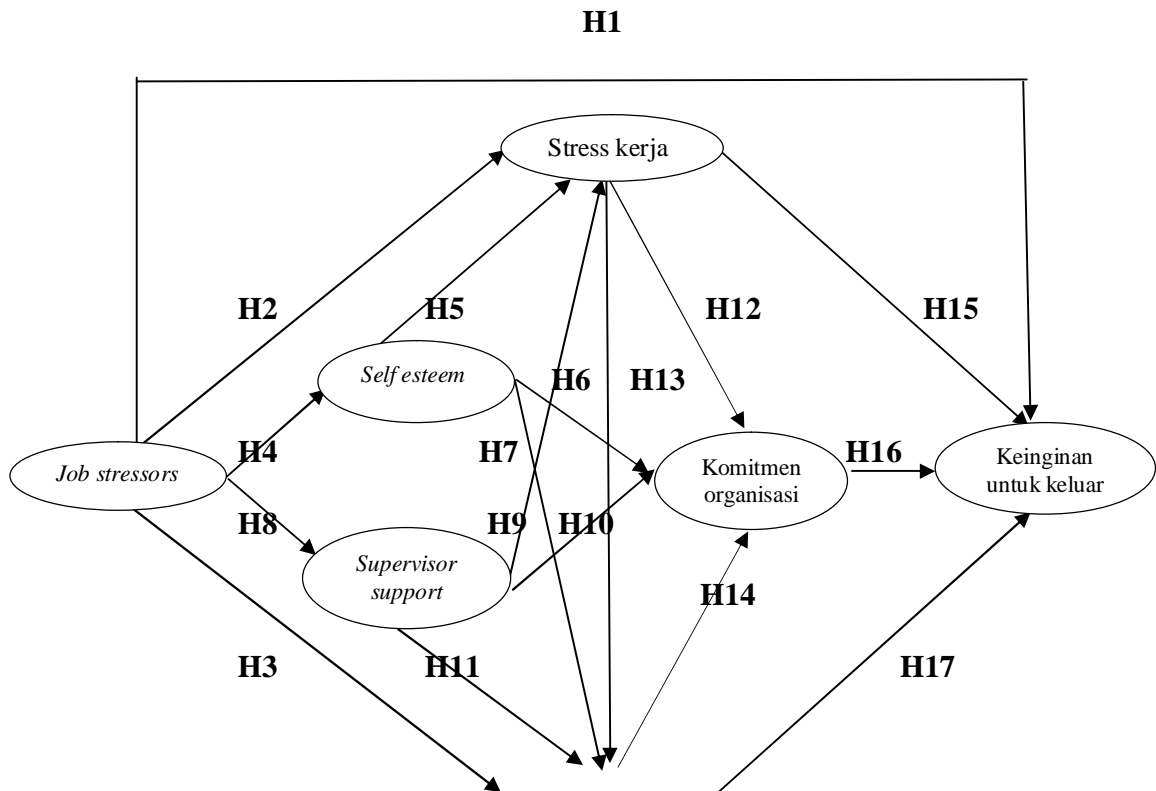 H1
Stress kerja
H2
H5
H12
H15
Self esteem
H6
H13
H4
H7
Komitmen
organisasi
H16
Keinginan
untuk keluar
Job stressors
H8
H9
H10
Supervisor
support
H14
H3
H11
H17